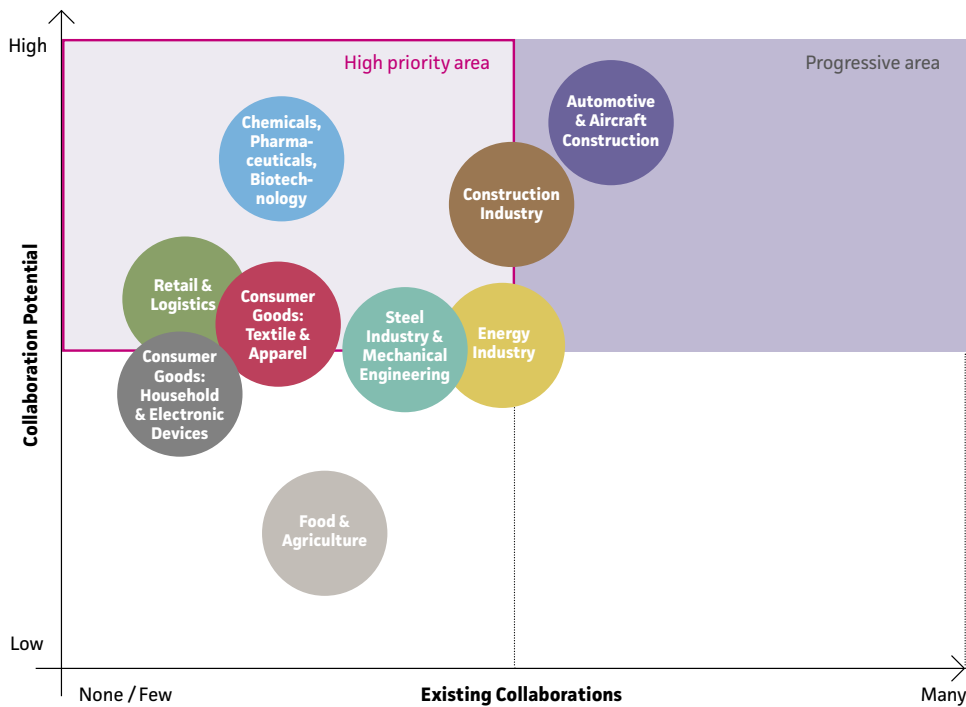 High
High priority area
Progressive area
Automotive
& Aircraft
Construction
Chemicals,
Pharma-
ceuticals,
Biotech-
nology
Construction
Industry
Retail &
Logistics
Consumer
Goods:
Textile &
Apparel
Steel
Industry &
Mechanical
Engineering
Energy
Industry
Consumer
Goods:
Household
& Electronic
Devices
Food &
Agriculture
Collaboration Potential
Low
None / Few
Existing Collaborations
Many